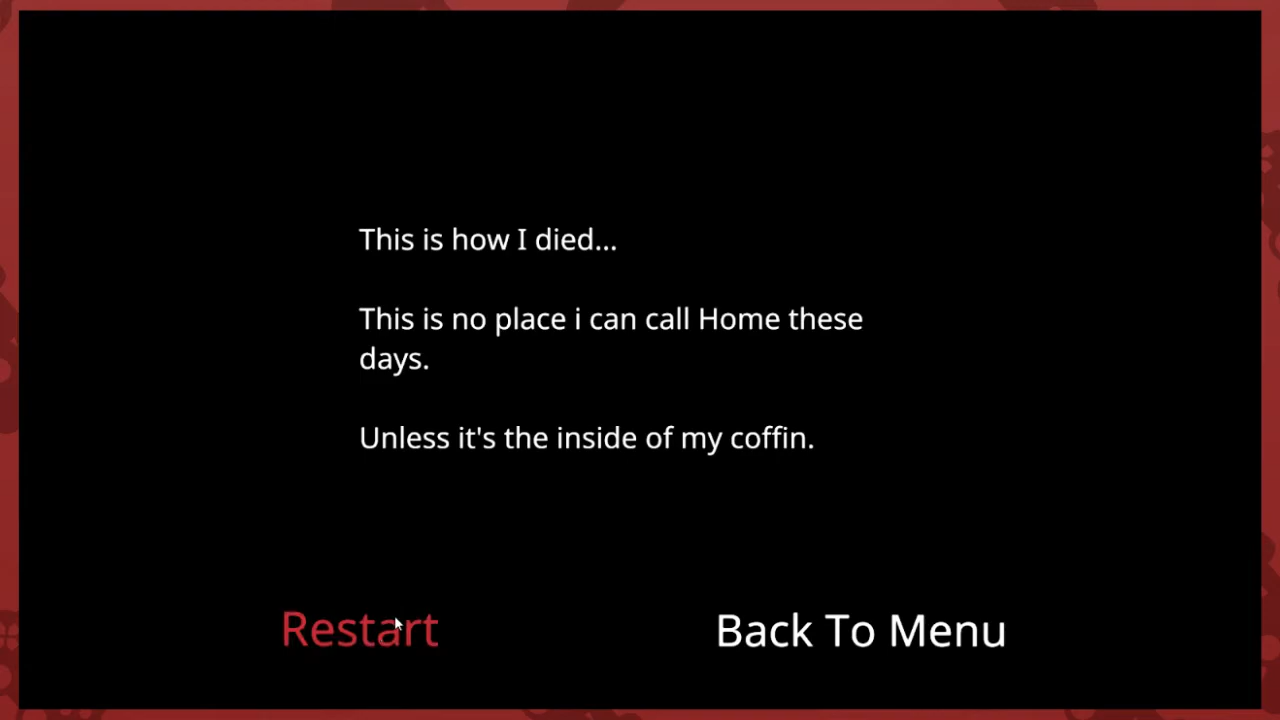 This is how I died...
This is no place i can call Home these
days.
Unless it's the inside of my coffin.
Restart
Back To Menu